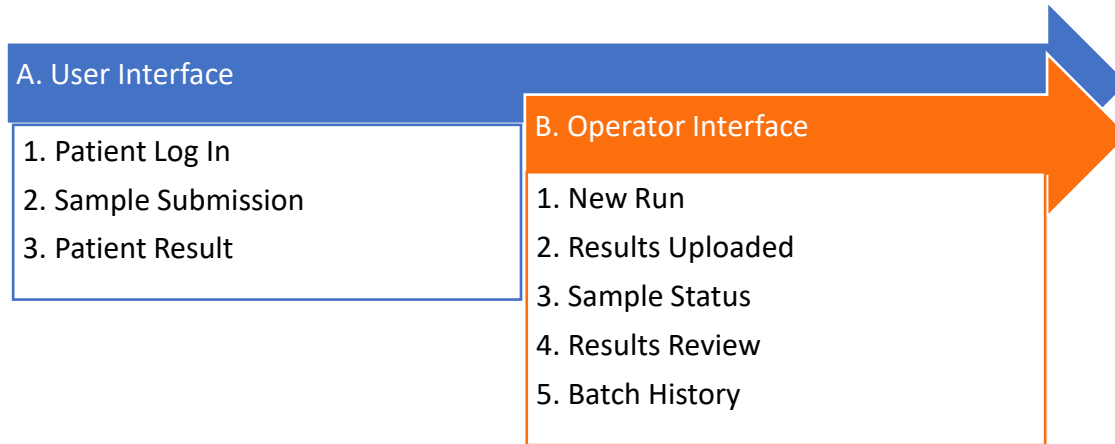 A. User Interface
1. Patient Log In
2. Sample Submission
3. Patient Result
B. Operator Interface
1. New Run
2. Results Uploaded
3. Sample Status
4. Results Review
5. Batch History